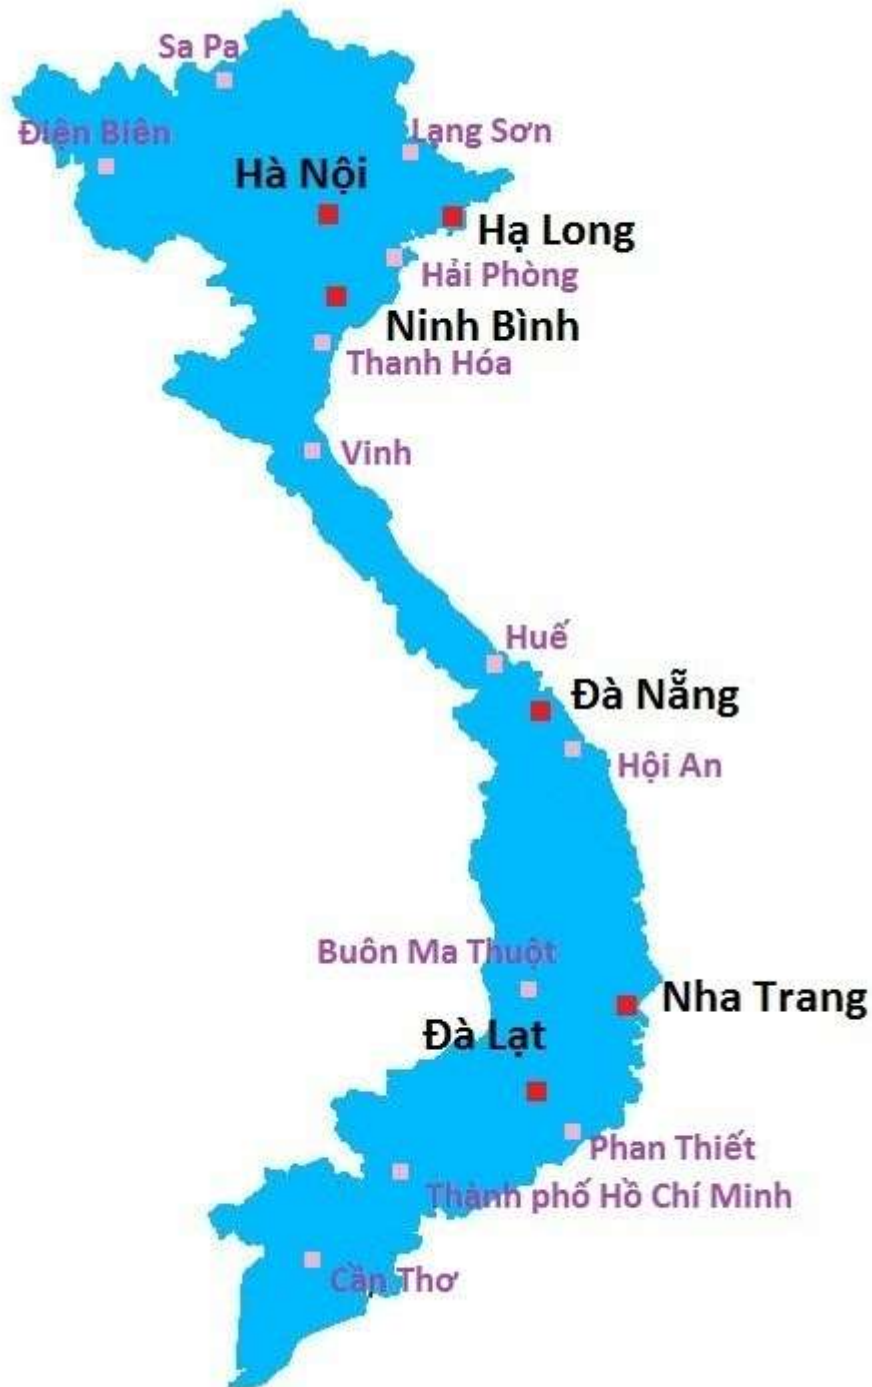 Sa Pa
Điện Biên
Lạng Sơn
Hà Nội
Hạ Long
Hải Phòng
Ninh Bình
Thanh Hóa
Vinh
Huế
Đà Nẵng
Hội An
Buôn Ma Thuột
Nha Trang
Đà Lạt
Phan Thiết
Thành phố Hồ Chí Minh
Cần Thơ